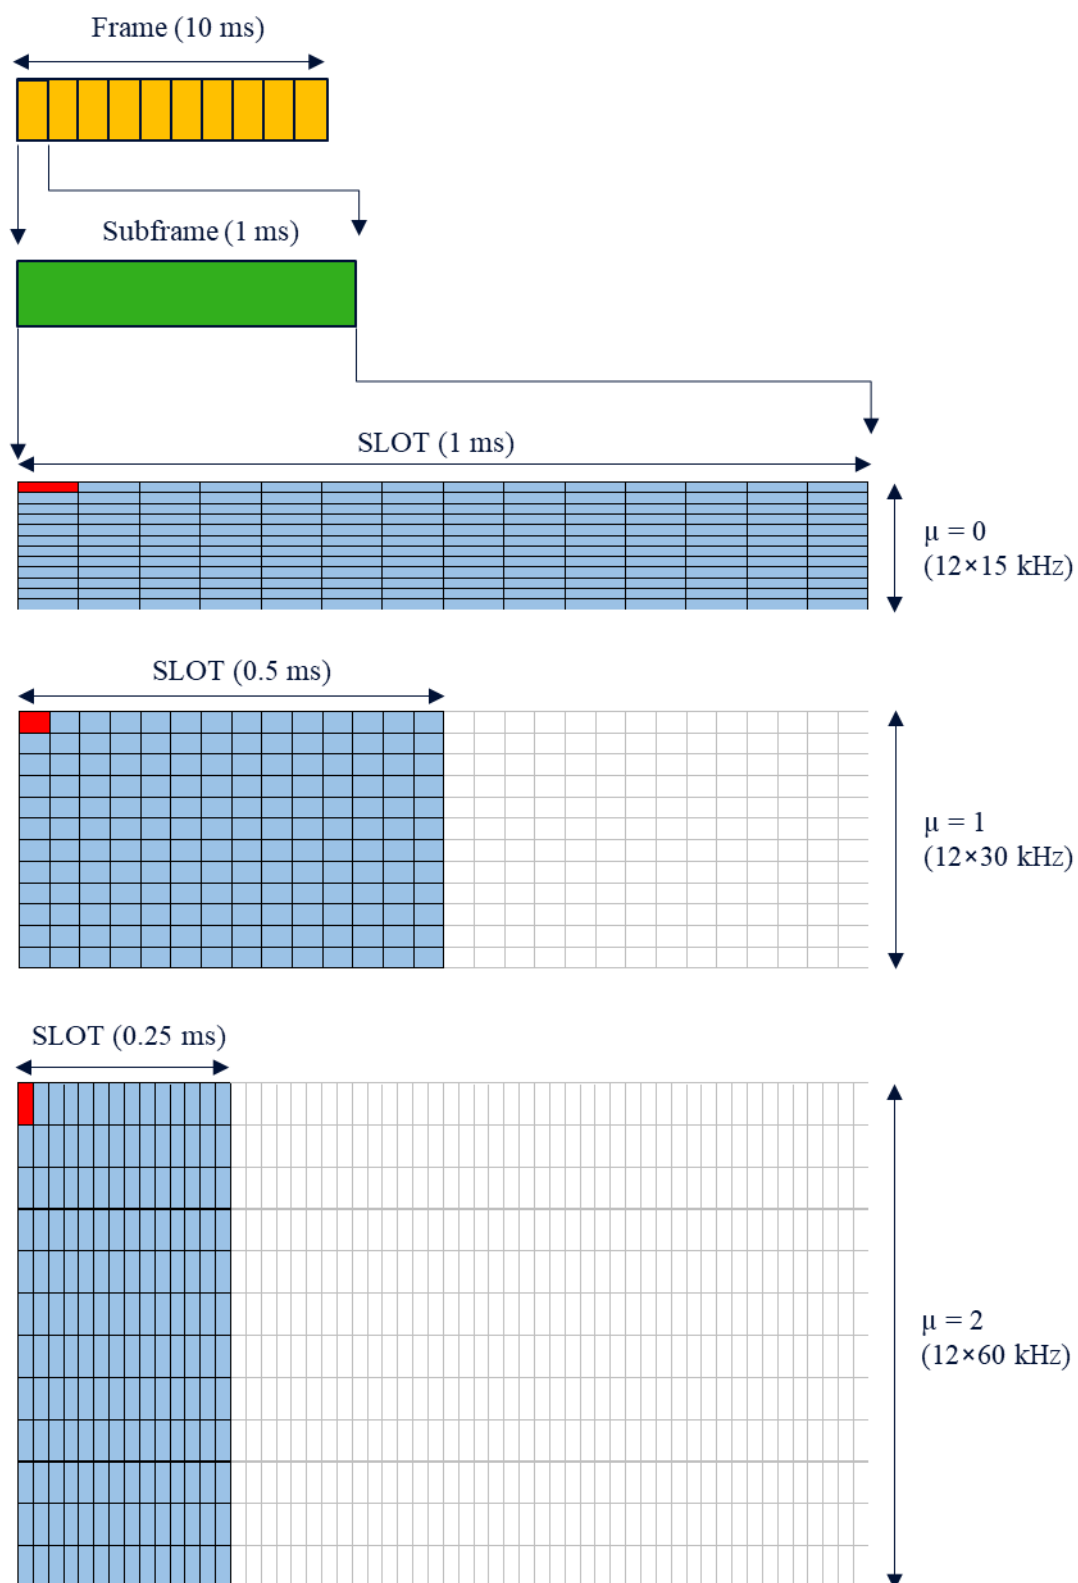 Frame (10 ms)
Subframe (1 ms)
SLOT (1 ms)
μ = 0
(12×15 kHz)
SLOT (0.5 ms)
μ = 1
(12×30 kHz)
SLOT (0.25 ms)
μ = 2
(12×60 kHz)